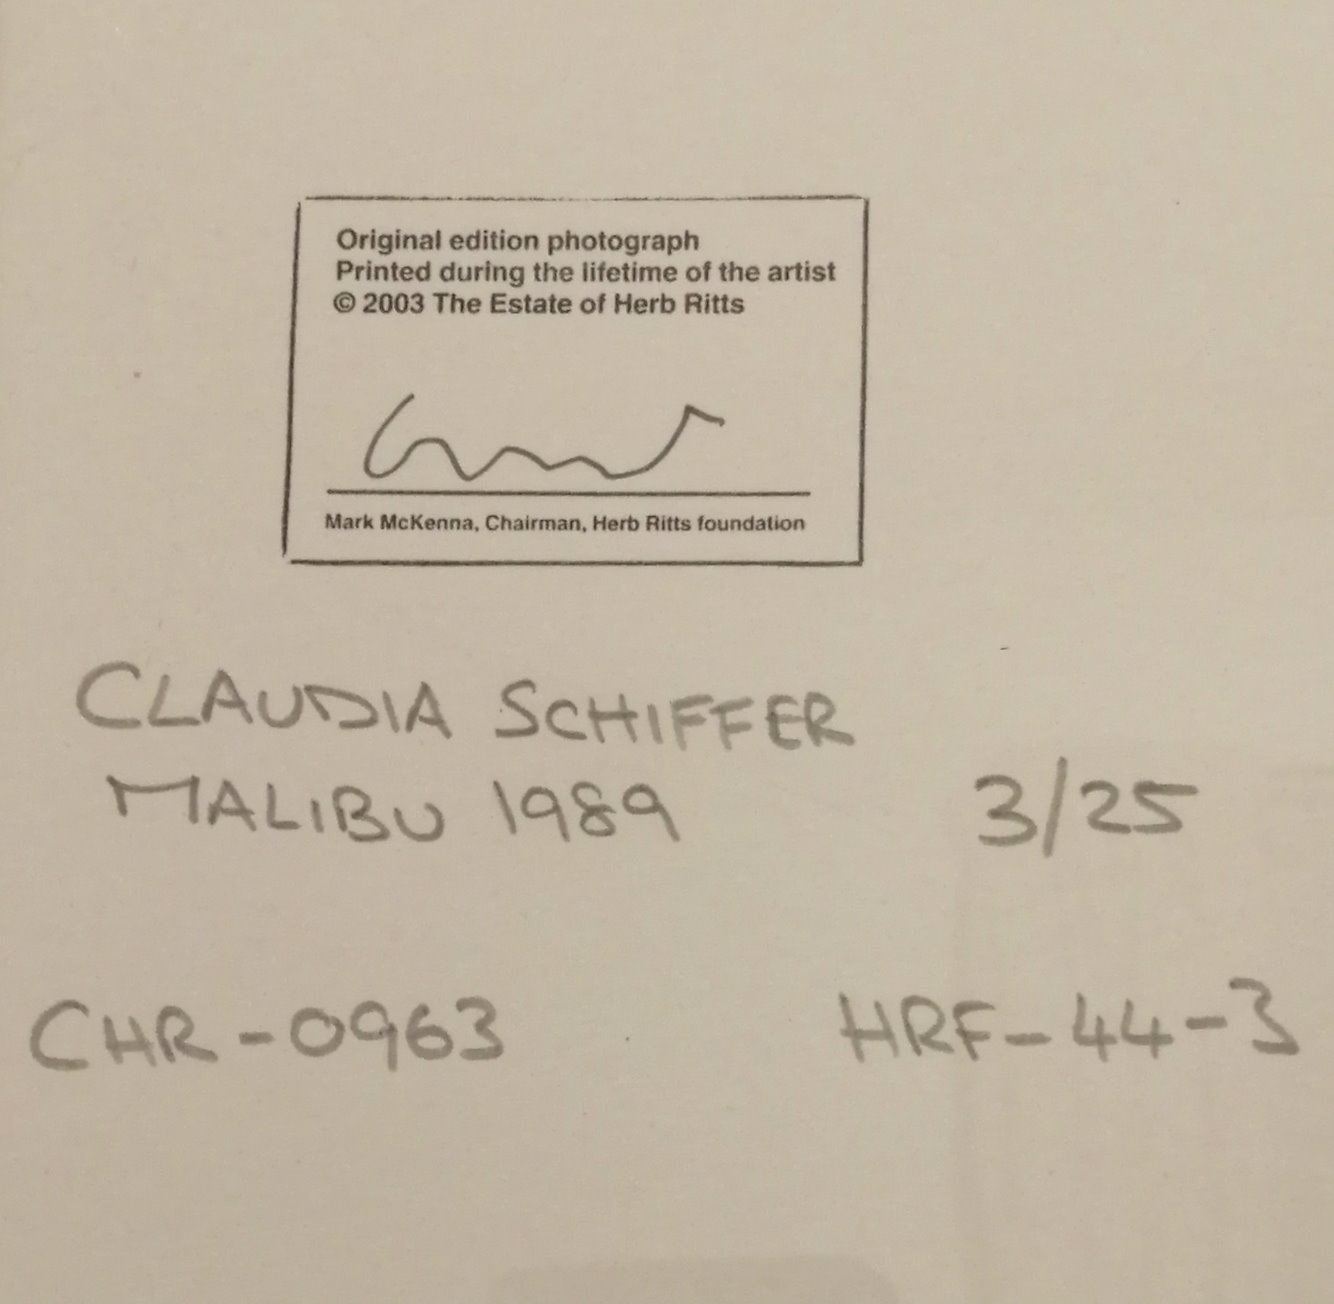 Original edition photograph
Printed during the lifetime of the artist
© 2003 The Estate of Herb Ritts
Mark McKenna, Chairman, Herb Ritts foundation
CLAUDIA SCHIFFER
MALIBU 1989 3/25
CHR-0963 HRF-44-3